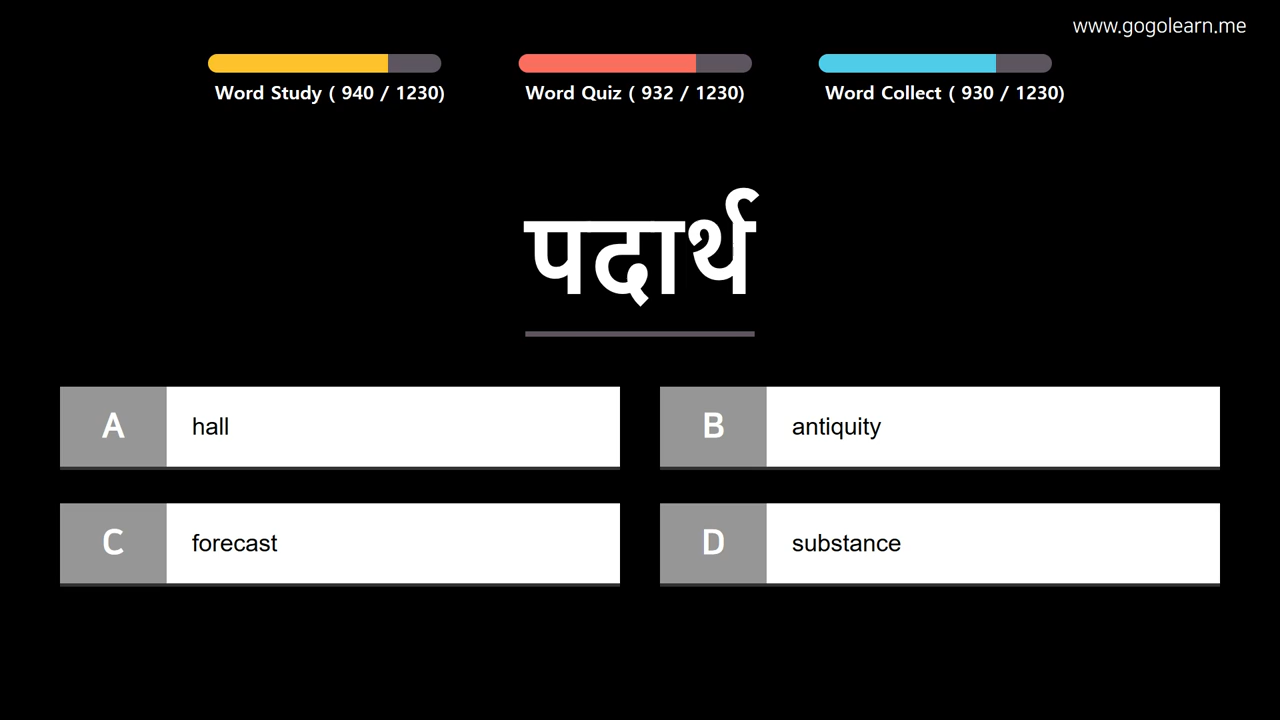 www.gogolearn.me
Word Study ( 940 / 1230)
Word Quiz ( 932 / 1230)
Word Collect ( 930 / 1230)
पदार्थ
A hall
B antiquity
C forecast
D substance